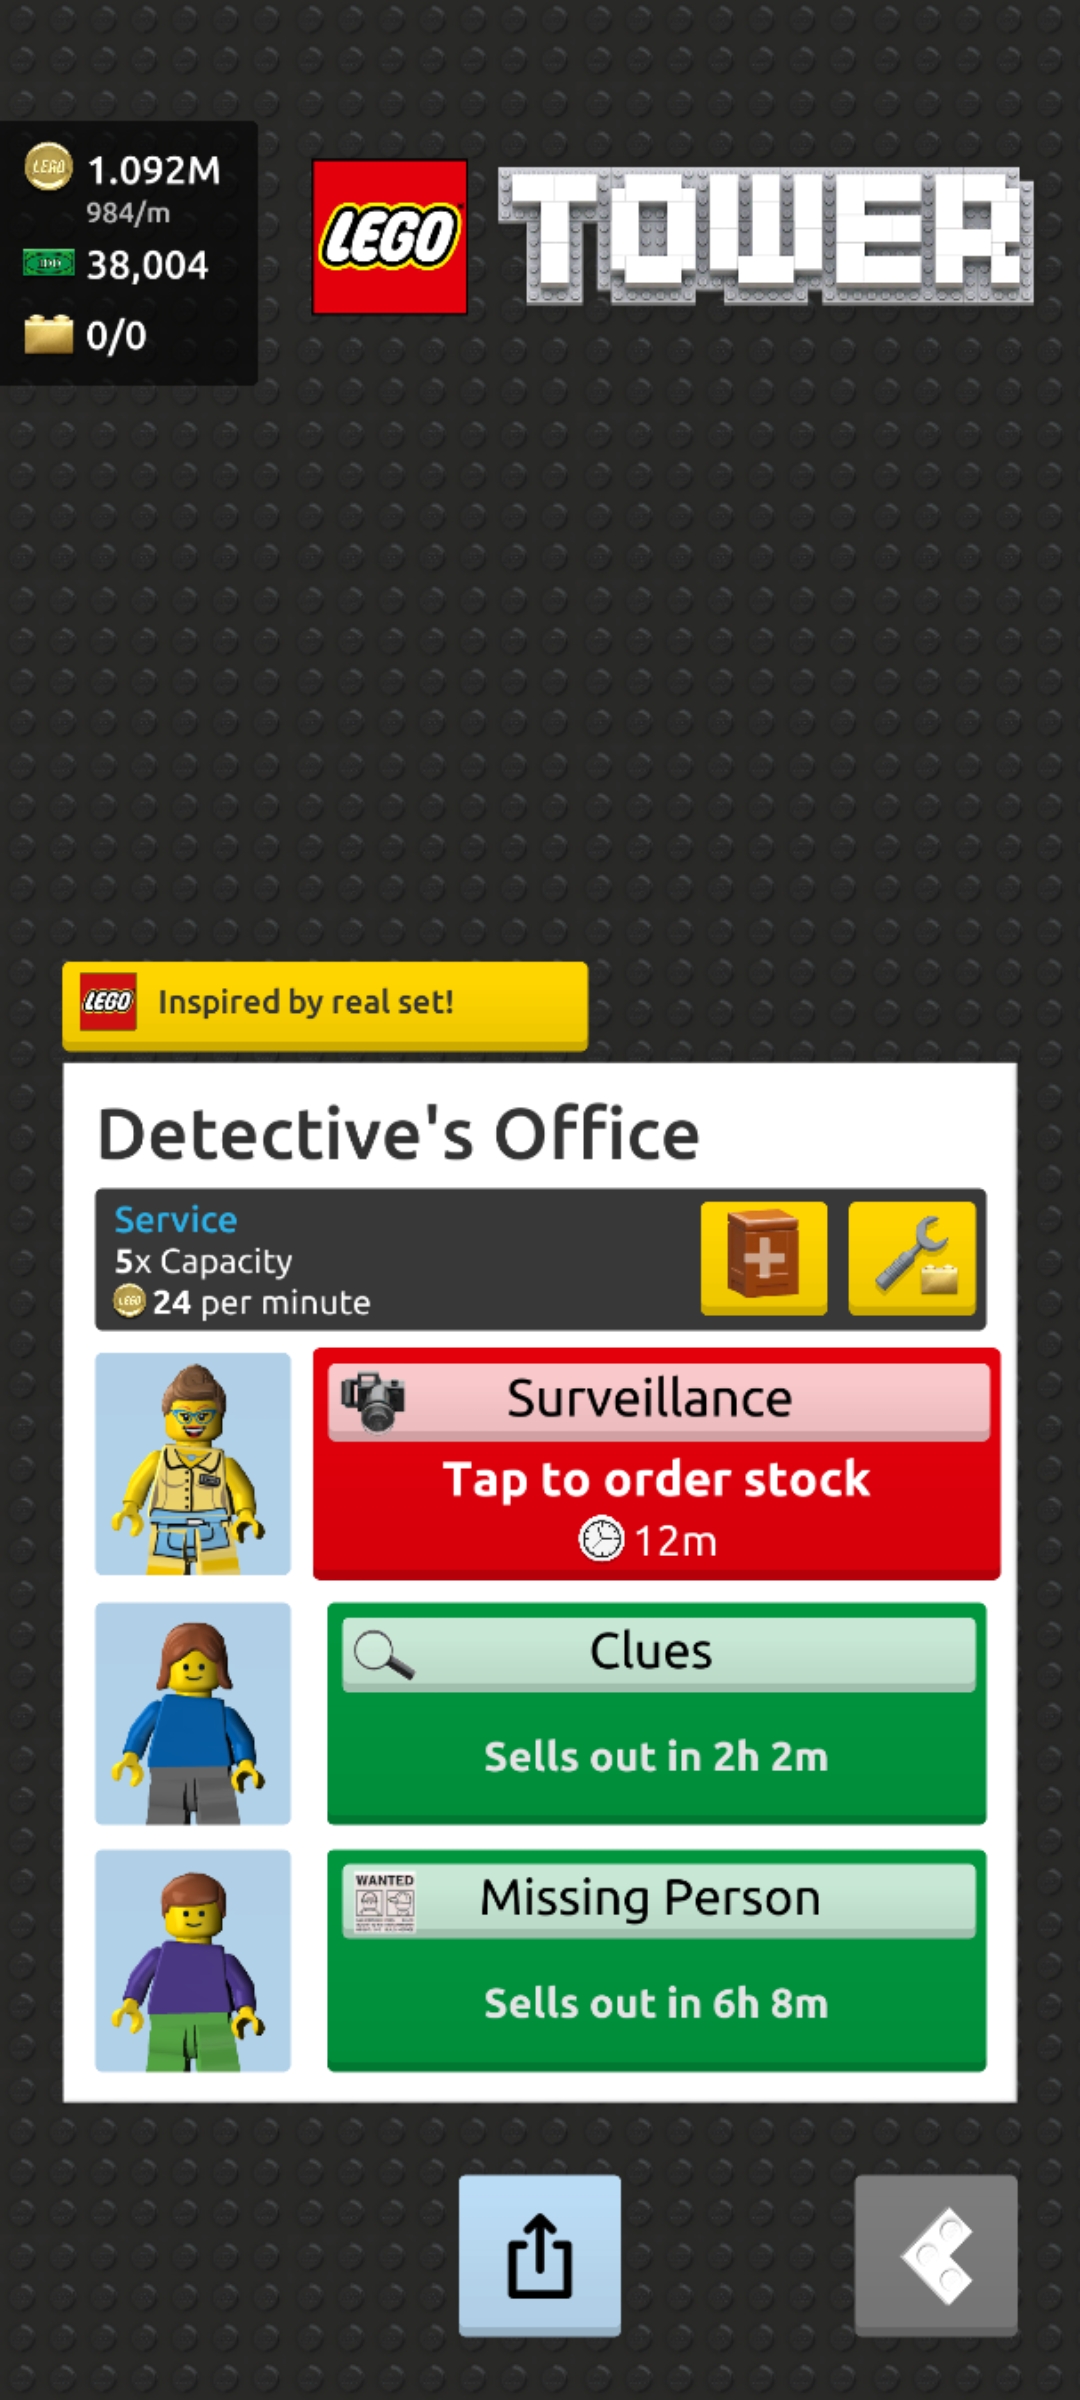 LEGO
1.092M
984/m
38,004
0/0
LEGO TOWER
LEGO Inspired by real set!
Detective's Office
Service
5x Capacity
LEGO 24 per minute
Surveillance
Tap to order stock
12m
Clues
Sells out in 2h 2m
WANTED
Missing Person
Sells out in 6h 8m